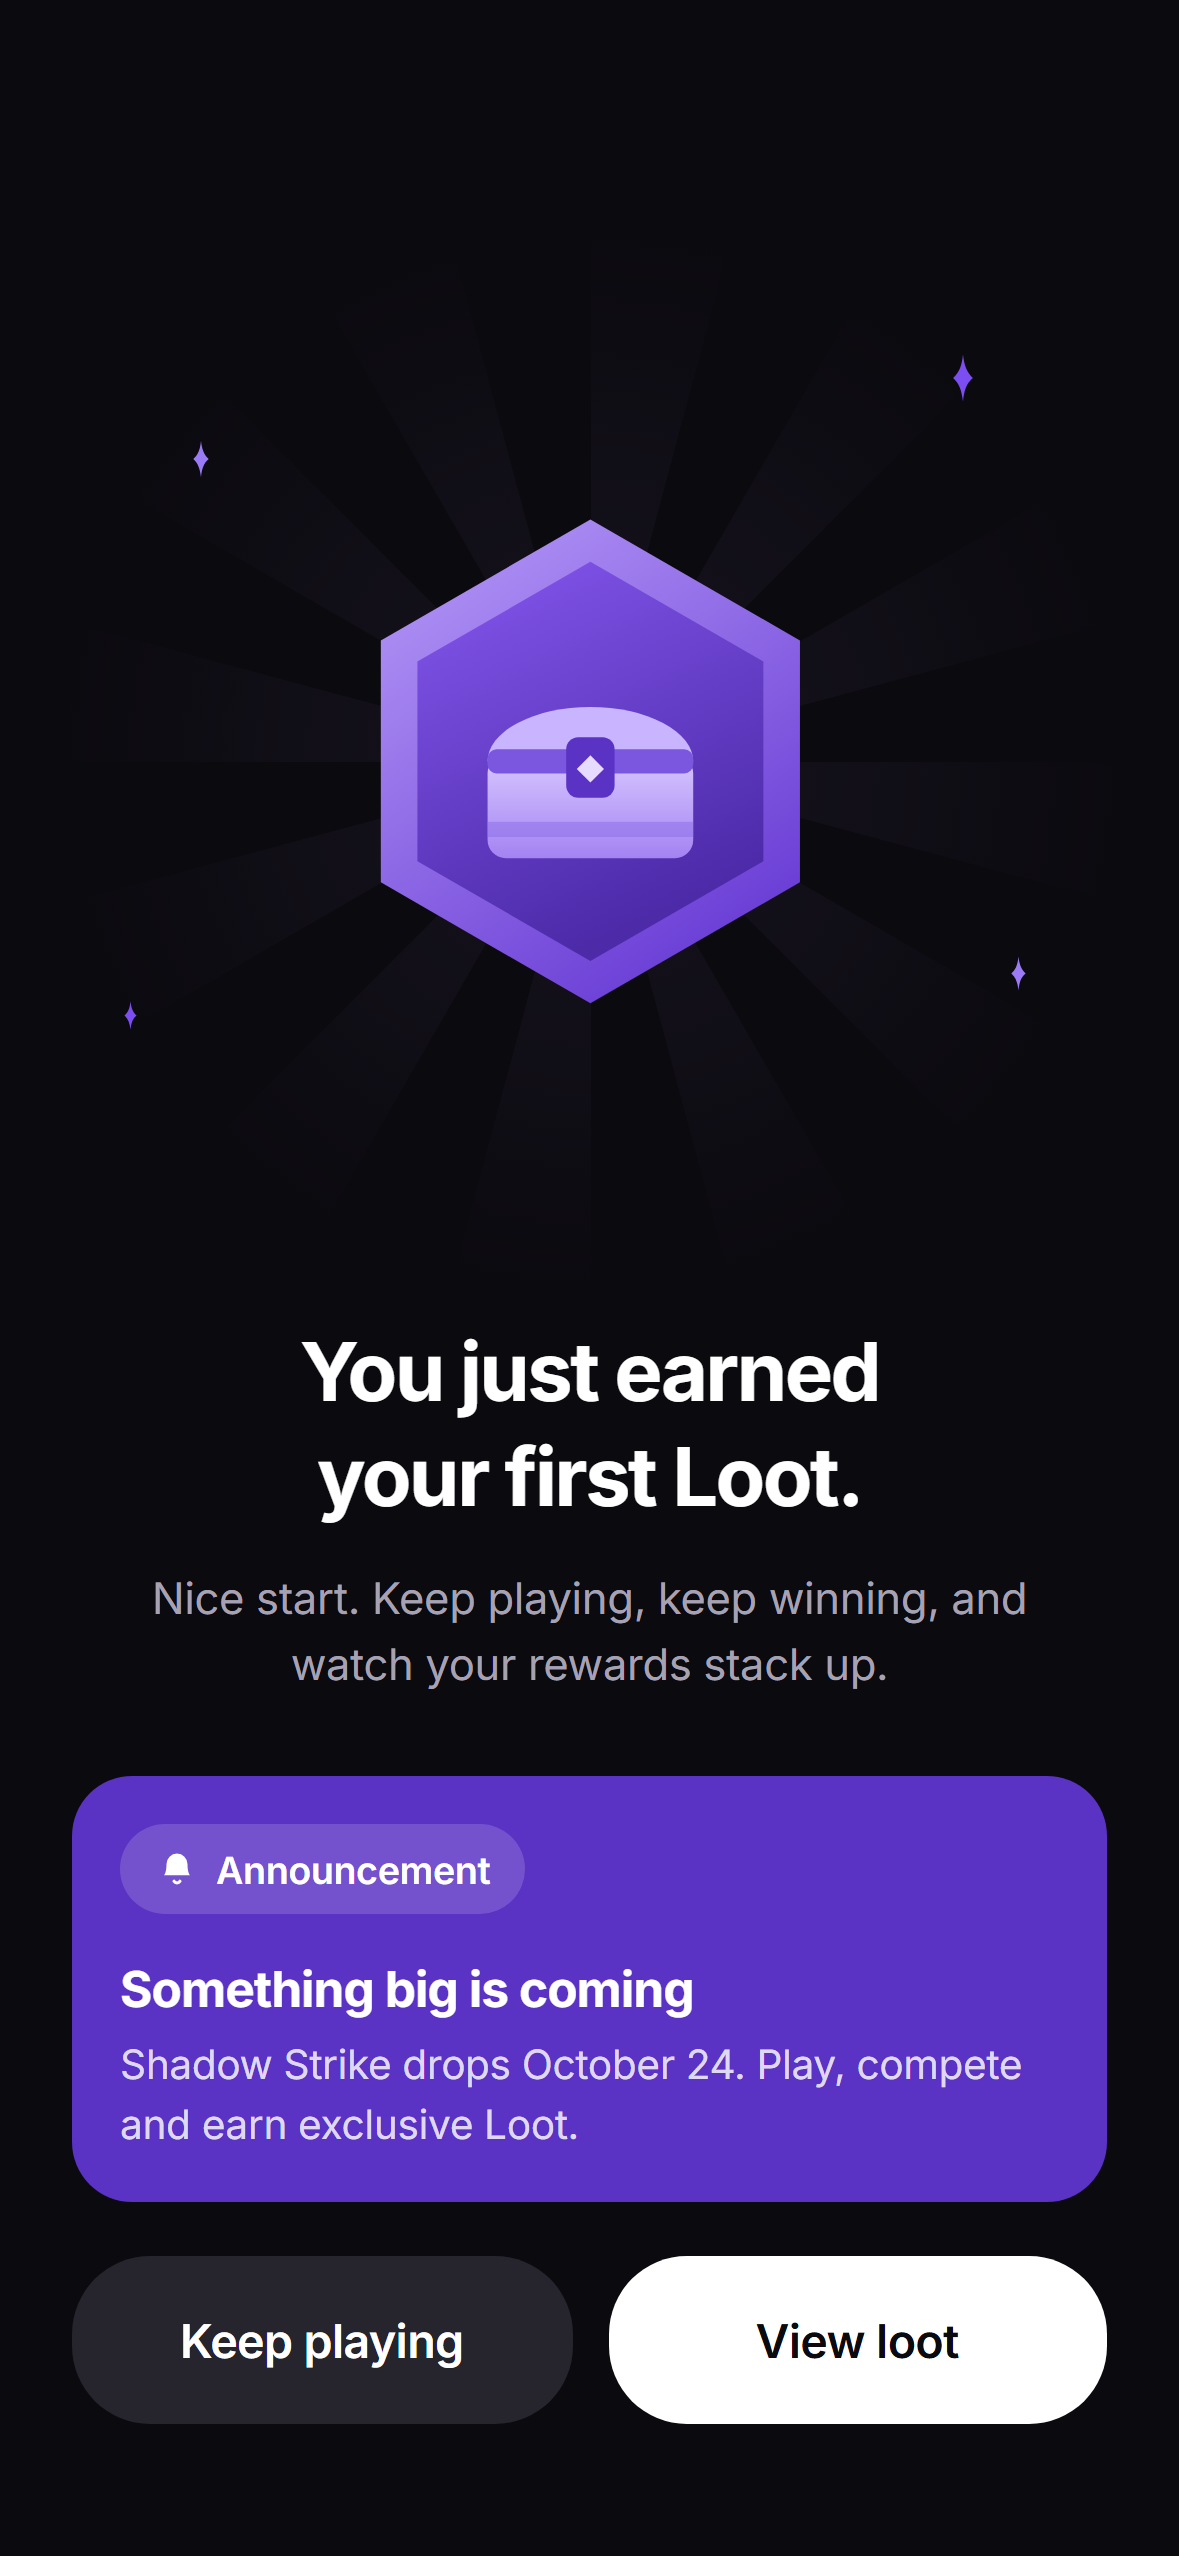 You just earned
your first Loot.
Nice start. Keep playing, keep winning, and
watch your rewards stack up.
Announcement
Something big is coming
Shadow Strike drops October 24. Play, compete
and earn exclusive Loot.
Keep playing
View loot